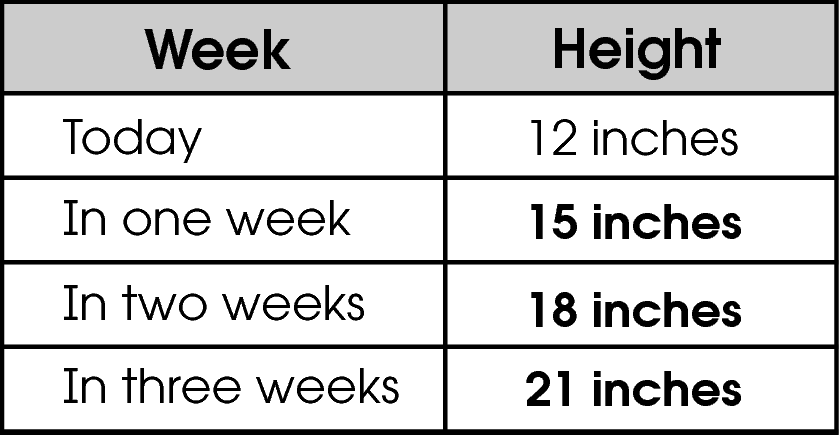 Week Height
Today 12 inches
In one week 15 inches
In two weeks 18 inches
In three weeks 21 inches